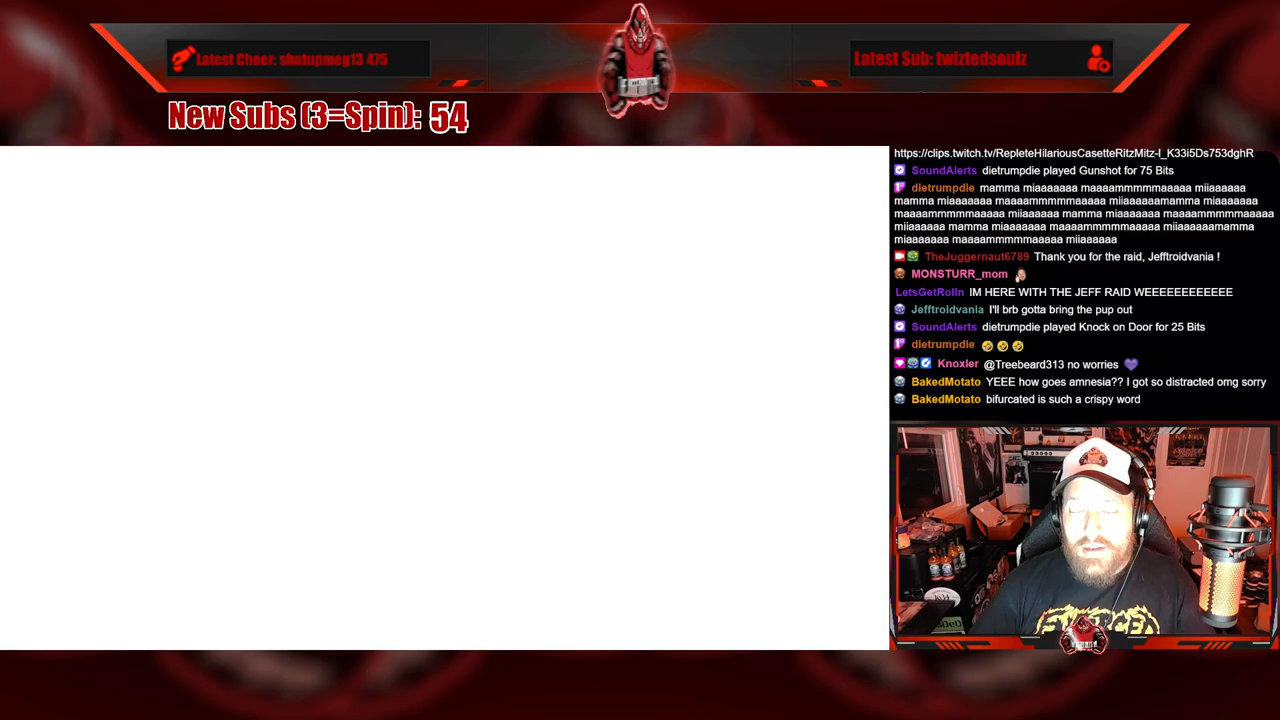 Latest Cheer: shutupmeg13 475
Latest Sub: twiztedsoulz
New Subs (3=Spin): 54
https://clips.twitch.tv/RepleteHilariousCasetteRitzMitz-I_K33i5Ds753dghR
SoundAlerts dietrumpdie played Gunshot for 75 Bits
dietrumpdie mamma miaaaaaaa maaaammmmmaaaaa miiaaaaaa
mamma miaaaaaaa maaaammmmmaaaaa miiaaaaaamamma miaaaaaaa
maaaammmmmaaaaa miiaaaaaa mamma miaaaaaaa maaaammmmmaaaaa
miiaaaaaa mamma miaaaaaaa maaaammmmmaaaaa miiaaaaaamamma
miaaaaaaa maaaammmmmaaaaa miiaaaaaa
TheJuggernaut6789 Thank you for the raid, Jefftroidvania !
MONSTURR_mom
LetsGetRolln IM HERE WITH THE JEFF RAID WEEEEEEEEEEEE
Jefftroidvania I'll brb gotta bring the pup out
SoundAlerts dietrumpdie played Knock on Door for 25 Bits
dietrumpdie 🤣 🤣 🤣
Knoxler @Treebeard313 no worries 💜
BakedMotato YEEE how goes amnesia?? I got so distracted omg sorry
BakedMotato bifurcated is such a crispy word